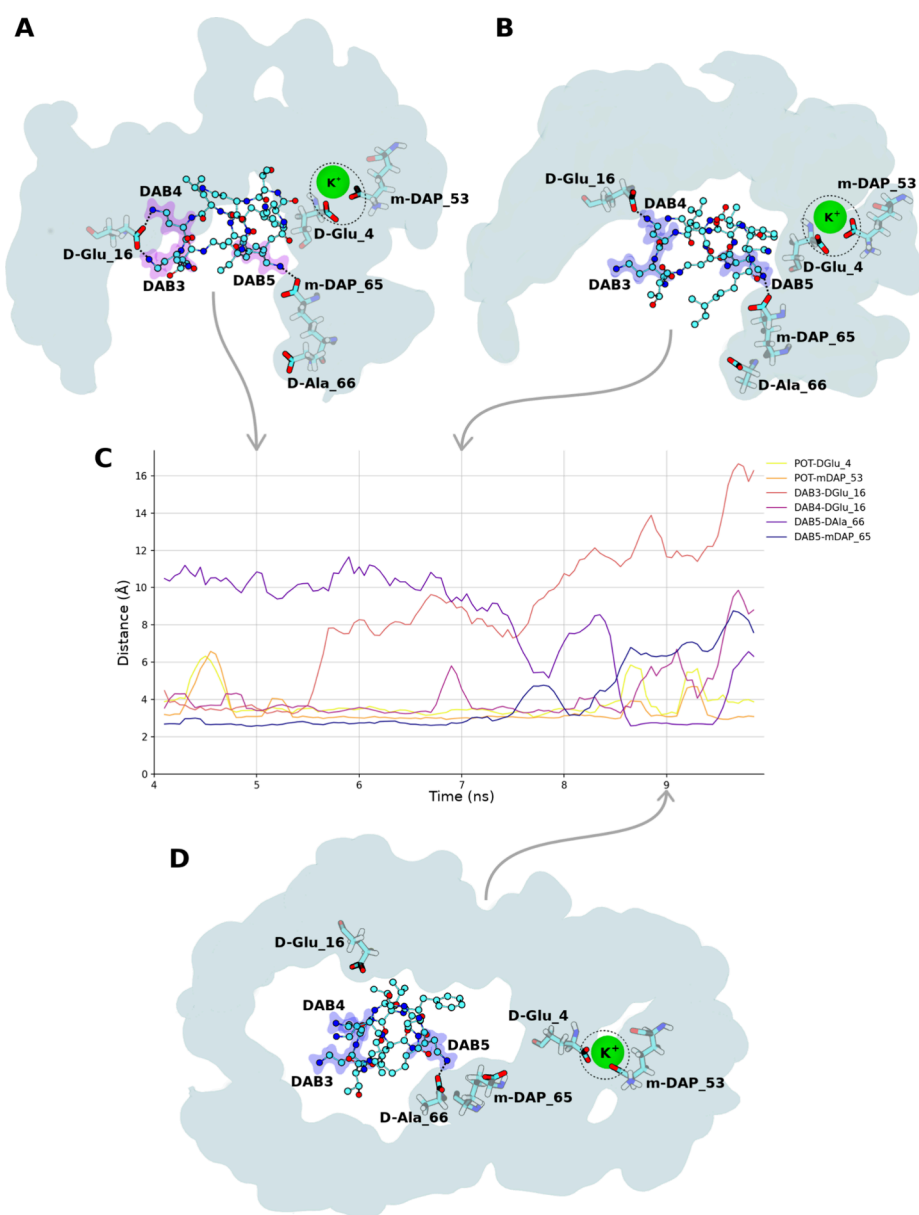 A
DAB4
K+
m-DAP_53
D-Glu_4
D-Glu_16
DAB3
DAB5
m-DAP_65
D-Ala_66
B
m-DAP_53
D-Glu_16
DAB4
K+
D-Glu_4
DAB3
DAB5
m-DAP_65
D-Ala_66
C
16
14
12
10
8
6
4
2
0
Distance (Å)
4 5 6 7 8 9
Time (ns)
POT-DGlu_4
POT-mDAP_53
DAB3-DGlu_16
DAB4-DGlu_16
DAB5-DAla_66
DAB5-mDAP_65
D
D-Glu_16
DAB4
D-Glu_4
DAB5
K+
DAB3
m-DAP_53
m-DAP_65
D-Ala_66